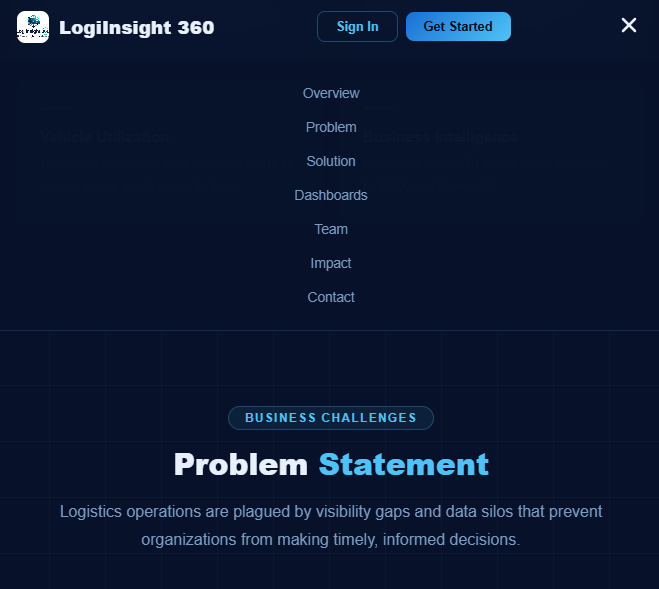 LogiInsight 360
Sign In
Get Started
Overview
Problem
Solution
Dashboards
Team
Impact
Contact
Vehicle Utilization
Business Intelligence
BUSINESS CHALLENGES
Problem Statement
Logistics operations are plagued by visibility gaps and data silos that prevent
organizations from making timely, informed decisions.